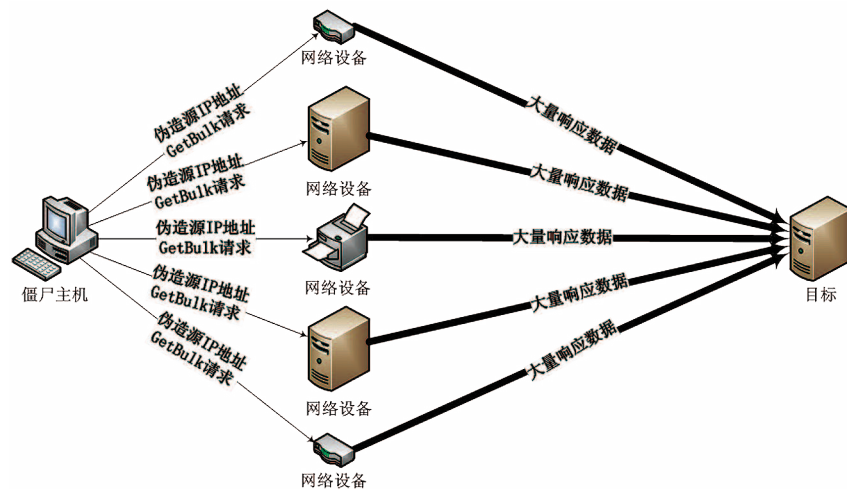 网络设备
伪造源IP地址
GetBulk请求
大量响应数据
网络设备
伪造源IP地址
GetBulk请求
大量响应数据
僵尸主机
伪造源IP地址
GetBulk请求
网络设备
大量响应数据
目标
伪造源IP地址
GetBulk请求
网络设备
大量响应数据
伪造源IP地址
GetBulk请求
网络设备
大量响应数据